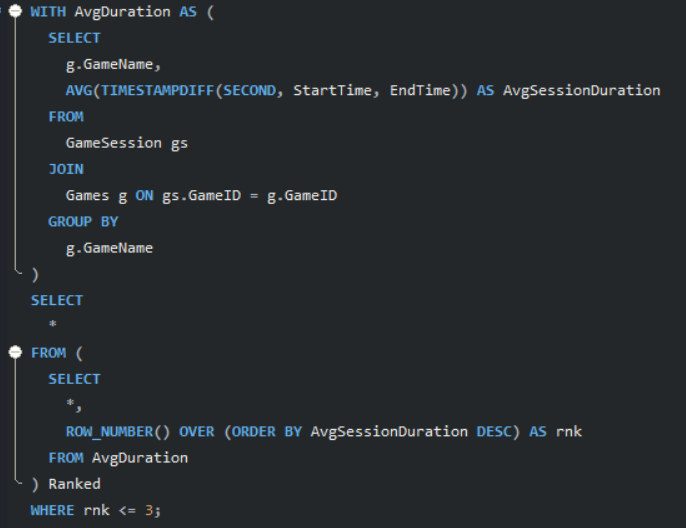 WITH AvgDuration AS (
  SELECT
    g.GameName,
    AVG(TIMESTAMPDIFF(SECOND, StartTime, EndTime)) AS AvgSessionDuration
  FROM
    GameSession gs
  JOIN
    Games g ON gs.GameID = g.GameID
  GROUP BY
    g.GameName
)
SELECT
  *
FROM (
  SELECT
    *,
    ROW_NUMBER() OVER (ORDER BY AvgSessionDuration DESC) AS rnk
  FROM AvgDuration
) Ranked
WHERE rnk <= 3;